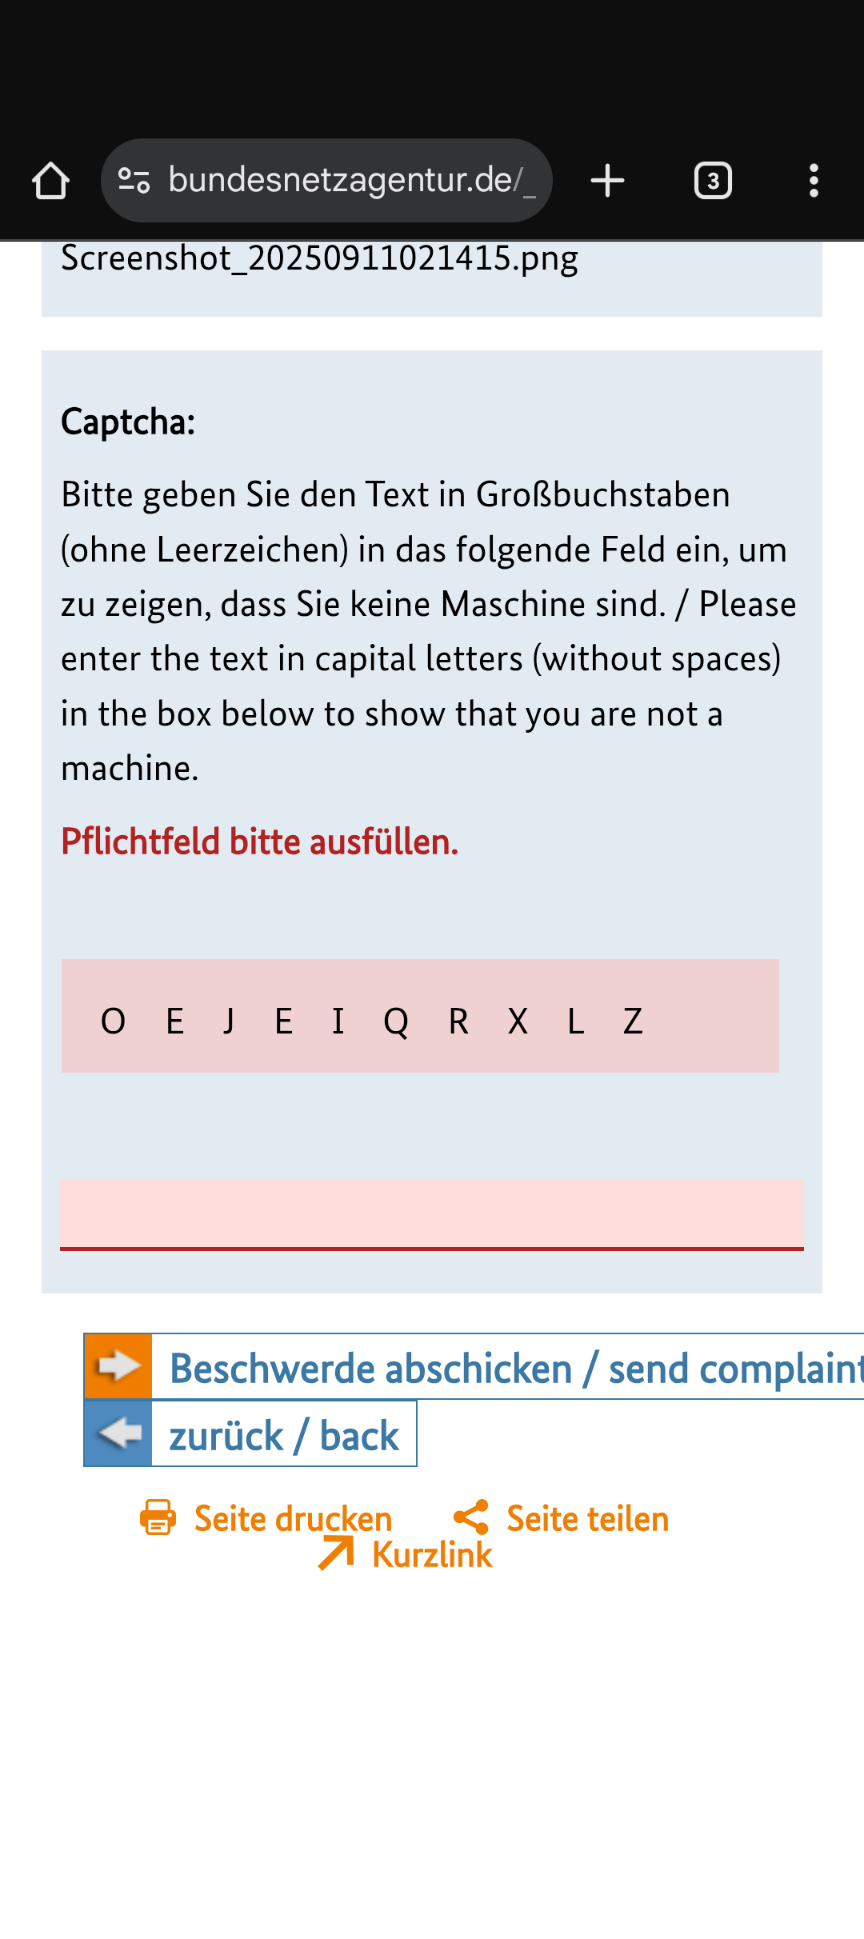 bundesnetzagentur.de/_
3
Screenshot_20250911021415.png
Captcha:
Bitte geben Sie den Text in Großbuchstaben
(ohne Leerzeichen) in das folgende Feld ein, um
zu zeigen, dass Sie keine Maschine sind. / Please
enter the text in capital letters (without spaces)
in the box below to show that you are not a
machine.
Pflichtfeld bitte ausfüllen.
O E J E I Q R X L Z
Beschwerde abschicken / send complaint
zurück / back
Seite drucken Seite teilen
Kurzlink